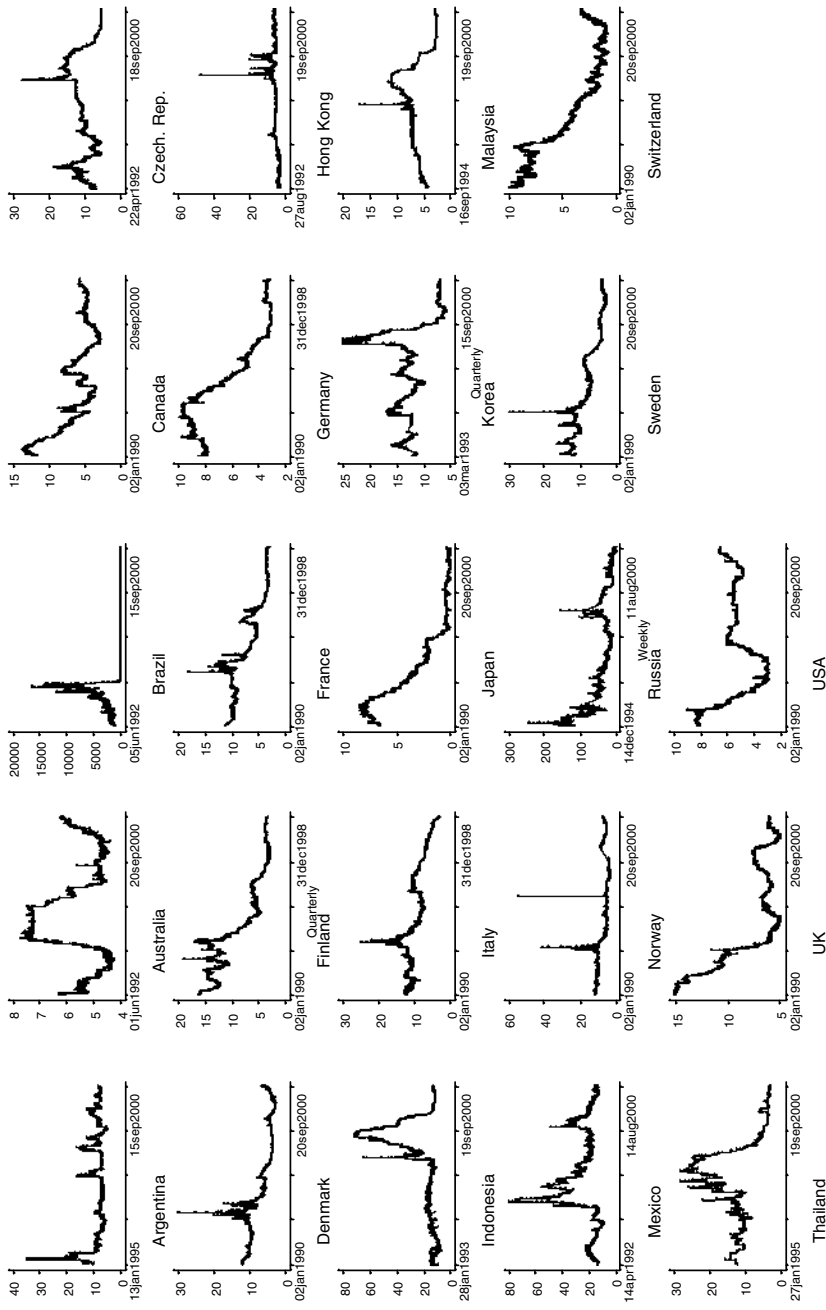 40
30
20
10
0
13jan1995 15sep2000
Argentina
8
7
6
5
4
01jun1992 20sep2000
Australia
20000
15000
10000
5000
0
05jun1992 15sep2000
Brazil
15
10
5
0
02jan1990 20sep2000
Canada
30
20
10
0
22apr1992 18sep2000
Czech. Rep.
30
20
10
0
02jan1990 20sep2000
Denmark
20
15
10
5
0
02jan1990 31dec1998
Quarterly
Finland
20
15
10
5
0
02jan1990 31dec1998
France
10
8
6
4
2
02jan1990 31dec1998
Germany
60
40
20
0
27aug1992 19sep2000
Hong Kong
80
60
40
20
0
28jan1993 19sep2000
Indonesia
30
20
10
0
02jan1990 31dec1998
Italy
10
5
0
02jan1990 20sep2000
Japan
25
20
15
10
5
03mar1993 15sep2000
Quarterly
Korea
20
15
10
5
0
16sep1994 19sep2000
Malaysia
80
60
40
20
0
14apr1992 14aug2000
Mexico
60
40
20
0
02jan1990 20sep2000
Norway
300
200
100
0
14dec1994 11aug2000
Weekly
Russia
30
20
10
0
02jan1990 20sep2000
Sweden
10
5
0
02jan1990 20sep2000
Switzerland
30
20
10
0
27jan1995 19sep2000
Thailand
15
10
5
02jan1990 20sep2000
UK
10
8
6
4
2
02jan1990 20sep2000
USA